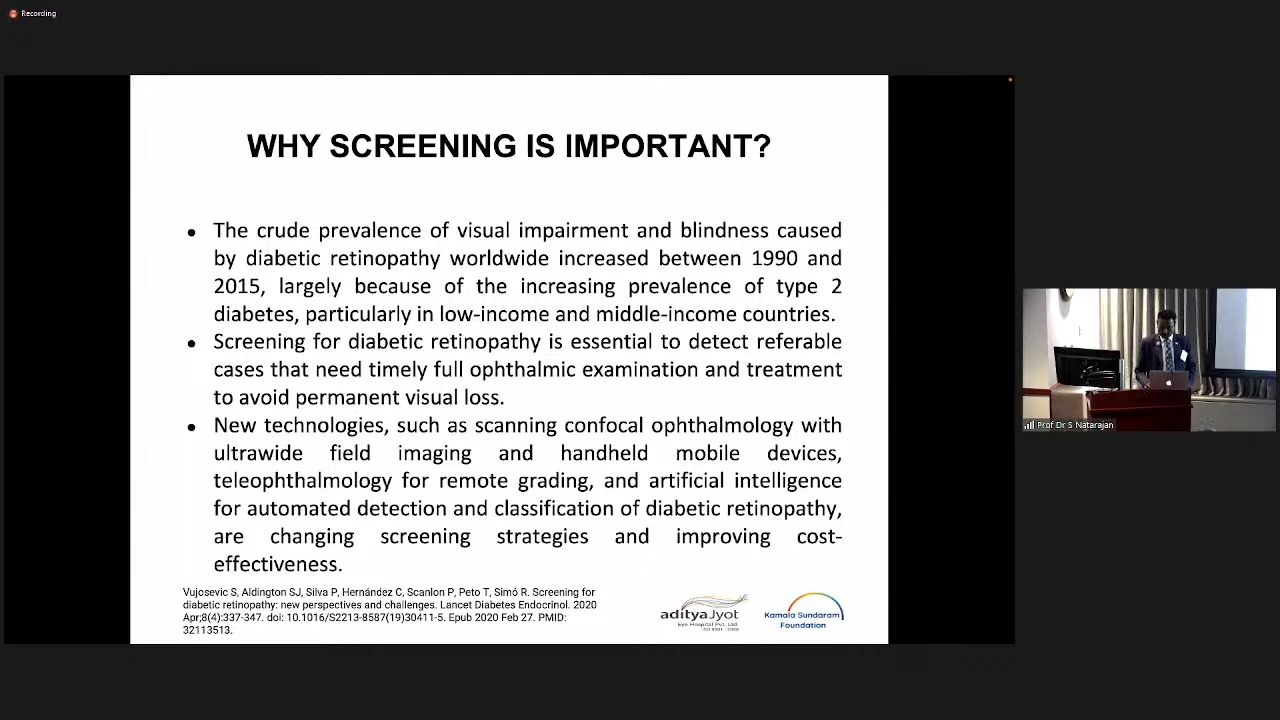 Recording
WHY SCREENING IS IMPORTANT?
● The crude prevalence of visual impairment and blindness caused
by diabetic retinopathy worldwide increased between 1990 and
2015, largely because of the increasing prevalence of type 2
diabetes, particularly in low-income and middle-income countries.
● Screening for diabetic retinopathy is essential to detect referable
cases that need timely full ophthalmic examination and treatment
to avoid permanent visual loss.
● New technologies, such as scanning confocal ophthalmology with
ultrawide field imaging and handheld mobile devices,
teleophthalmology for remote grading, and artificial intelligence
for automated detection and classification of diabetic retinopathy,
are changing screening strategies and improving cost-
effectiveness.
Vujosevic S, Aldington SJ, Silva P, Hernández C, Scanlon P, Peto T, Simó R. Screening for
diabetic retinopathy: new perspectives and challenges. Lancet Diabetes Endocrinol. 2020
Apr;8(4):337-347. doi: 10.1016/S2213-8587(19)30411-5. Epub 2020 Feb 27. PMID:
32113513.
adityaJyot
Eye Hospital Pvt. Ltd.
Kamala Sundaram
Foundation
Prof Dr S Natarajan